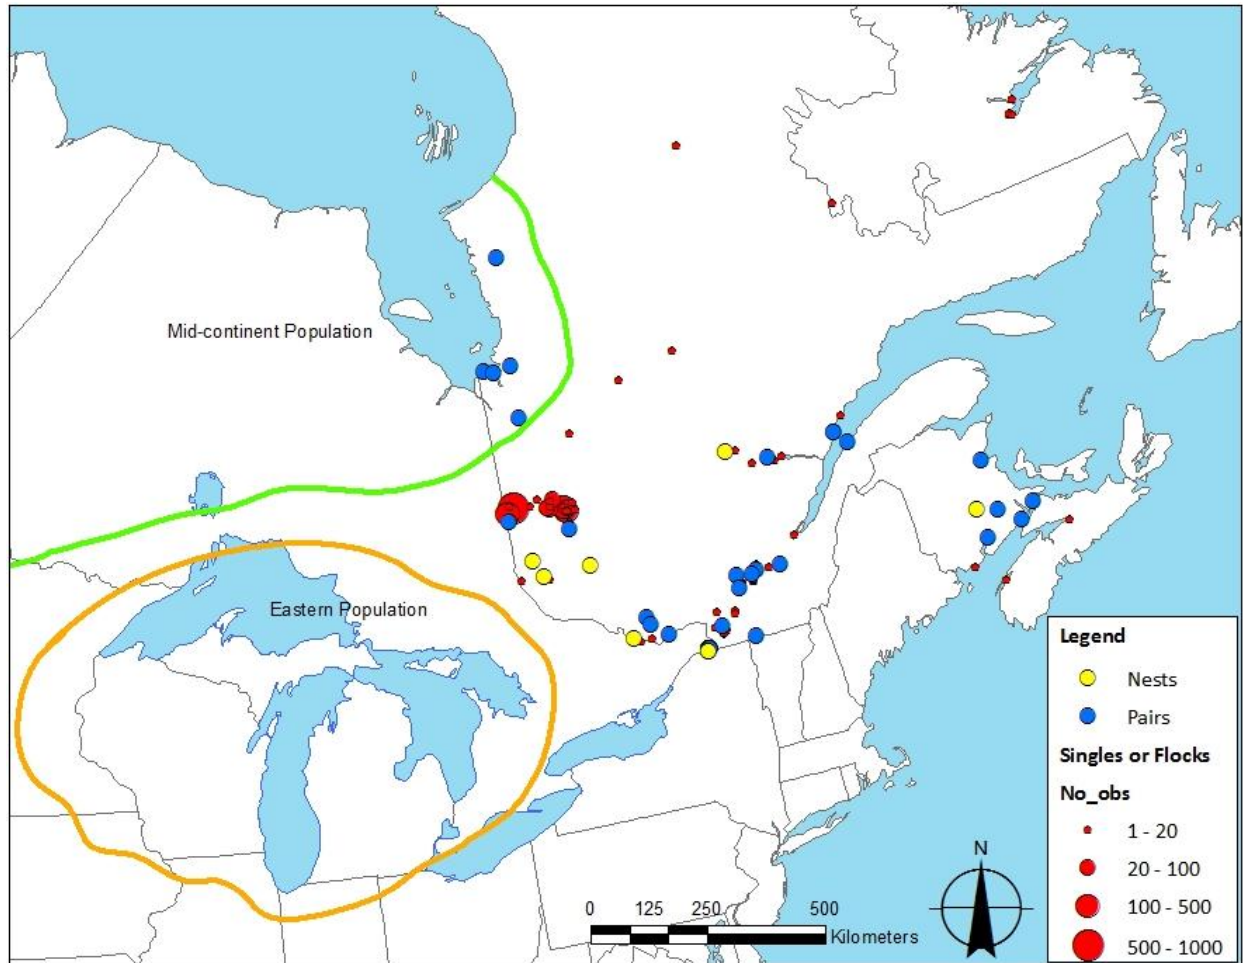 Mid-continent Population
Eastern Population
Legend
Nests
Pairs
Singles or Flocks
No_obs
1 - 20
20 - 100
100 - 500
500 - 1000
N
0 125 250 500
Kilometers